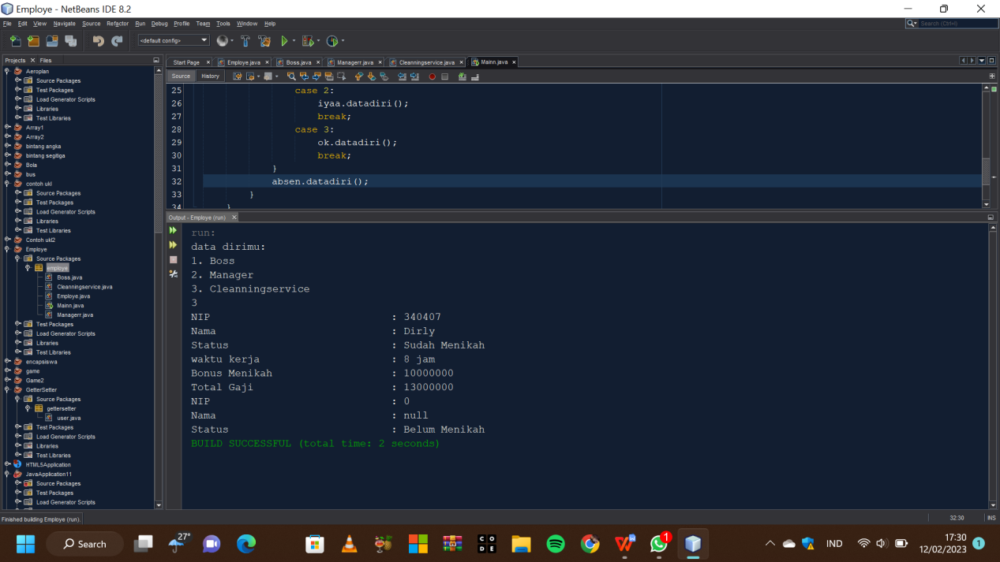 Employe - NetBeans IDE 8.2
File Edit View Navigate Source Refactor Run Debug Profile Team Tools Window Help
Search (Ctrl+I)
<default config>
Projects Files
Aeroplan
Source Packages
Test Packages
Load Generator Scripts
Libraries
Test Libraries
Array1
Array2
bintang angka
bintang segitiga
Bola
bus
contoh ukl
Source Packages
Test Packages
Load Generator Scripts
Libraries
Test Libraries
Contoh ukl2
Employe
Source Packages
employe
Boss.java
Cleanningservice.java
Employe.java
Mainn.java
Managerr.java
Test Packages
Load Generator Scripts
Libraries
Test Libraries
encapsiswa
game
Game2
GetterSetter
Source Packages
gettersetter
user.java
Test Packages
Load Generator Scripts
Libraries
Test Libraries
HTML5Application
JavaApplication11
Source Packages
Test Packages
Load Generator Scripts
Start Page Employe.java Boss.java Managerr.java Cleanningservice.java Mainn.java
Source History
25 case 2:
26 iyaa.datadiri();
27 break;
28 case 3:
29 ok.datadiri();
30 break;
31 }
32 absen.datadiri();
33 }
34 }
Output - Employe (run)
run:
data dirimu:
1. Boss
2. Manager
3. Cleanningservice
3
NIP : 340407
Nama : Dirly
Status : Sudah Menikah
waktu kerja : 8 jam
Bonus Menikah : 10000000
Total Gaji : 13000000
NIP : 0
Nama : null
Status : Belum Menikah
BUILD SUCCESSFUL (total time: 2 seconds)
Finished building Employe (run).
32:30 INS
Search
27°
CODE
1
IND
17:30
12/02/2023
1